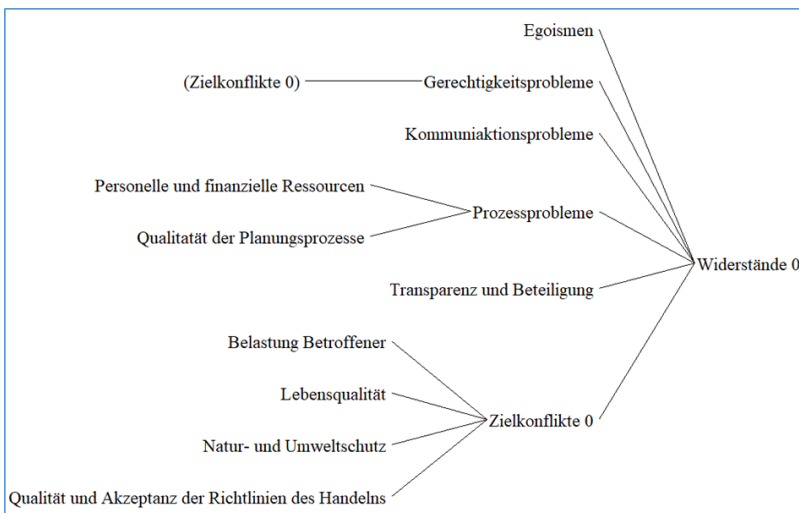 Egoismen
(Zielkonflikte 0)
Gerechtigkeitsprobleme
Kommuniaktionsprobleme
Personelle und finanzielle Ressourcen
Prozessprobleme
Qualitatät der Planungsprozesse
Widerstände 0
Transparenz und Beteiligung
Belastung Betroffener
Lebensqualität
Zielkonflikte 0
Natur- und Umweltschutz
Qualität und Akzeptanz der Richtlinien des Handelns